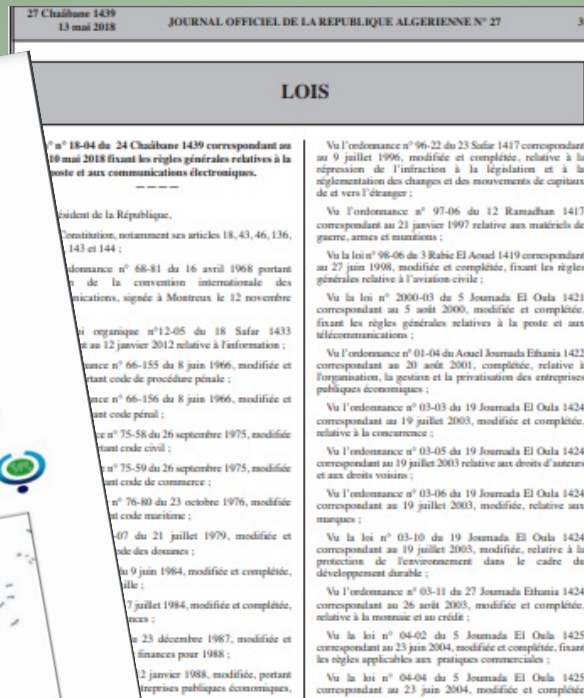 27 Chaâbane 1439
13 mai 2018
JOURNAL OFFICIEL DE LA REPUBLIQUE ALGERIENNE N° 27
3
LOIS
n° 18-04 du 24 Chaâbane 1439 correspondant au
10 mai 2018 fixant les règles générales relatives à la
poste et aux communications électroniques.
————
ésident de la République,
Constitution, notamment ses articles 18, 43, 46, 136,
143 et 144 ;
donnance n° 68-81 du 16 avril 1968 portant
n de la convention internationale des
nications, signée à Montreux le 12 novembre
oi organique n°12-05 du 18 Safar 1433
nt au 12 janvier 2012 relative à l'information ;
ance n° 66-155 du 8 juin 1966, modifiée et
rtant code de procédure pénale ;
nce n° 66-156 du 8 juin 1966, modifiée et
ant code pénal ;
ce n° 75-58 du 26 septembre 1975, modifiée
rtant code civil ;
n° 75-59 du 26 septembre 1975, modifiée
ant code de commerce ;
n° 76-80 du 23 octobre 1976, modifiée
nt code maritime ;
-07 du 21 juillet 1979, modifiée et
ode des douanes ;
u 9 juin 1984, modifiée et complétée,
ille ;
7 juillet 1984, modifiée et complétée,
nces ;
u 23 décembre 1987, modifiée et
finances pour 1988 ;
2 janvier 1988, modifiée, portant
treprises publiques économiques,
Vu l'ordonnance n° 96-22 du 23 Safar 1417 correspondant
au 9 juillet 1996, modifiée et complétée, relative à la
répression de l'infraction à la législation et à la
réglementation des changes et des mouvements de capitaux
de et vers l'étranger ;
Vu l'ordonnance n° 97-06 du 12 Ramadhan 1417
correspondant au 21 janvier 1997 relative aux matériels de
guerre, armes et munitions ;
Vu la loi n° 98-06 du 3 Rabie El Aouel 1419 correspondant
au 27 juin 1998, modifiée et complétée, fixant les règles
générales relative à l'aviation civile ;
Vu la loi n° 2000-03 du 5 Joumada El Oula 1421
correspondant au 5 août 2000, modifiée et complétée,
fixant les règles générales relatives à la poste et aux
télécommunications ;
Vu l'ordonnance n° 01-04 du Aouel Joumada Ethania 1422
correspondant au 20 août 2001, complétée, relative à
l'organisation, la gestion et la privatisation des entreprises
publiques économiques ;
Vu l'ordonnance n° 03-03 du 19 Joumada El Oula 1424
correspondant au 19 juillet 2003, modifiée et complétée,
relative à la concurrence ;
Vu l'ordonnance n° 03-05 du 19 Joumada El Oula 1424
correspondant au 19 juillet 2003 relative aux droits d'auteurs
et aux droits voisins ;
Vu l'ordonnance n° 03-06 du 19 Joumada El Oula 1424
correspondant au 19 juillet 2003, modifiée, relative aux
marques ;
Vu la loi n° 03-10 du 19 Joumada El Oula 1424
correspondant au 19 juillet 2003, modifiée, relative à la
protection de l'environnement dans le cadre du
développement durable ;
Vu l'ordonnance n° 03-11 du 27 Joumada Ethania 1424
correspondant au 26 août 2003, modifiée et complétée,
relative à la monnaie et au crédit ;
Vu la loi n° 04-02 du 5 Joumada El Oula 1425
correspondant au 23 juin 2004, modifiée et complétée, fixant
les règles applicables aux pratiques commerciales ;
Vu la loi n° 04-04 du 5 Joumada El Oula 1425
correspondant au 23 juin 2004, modifiée et complétée,